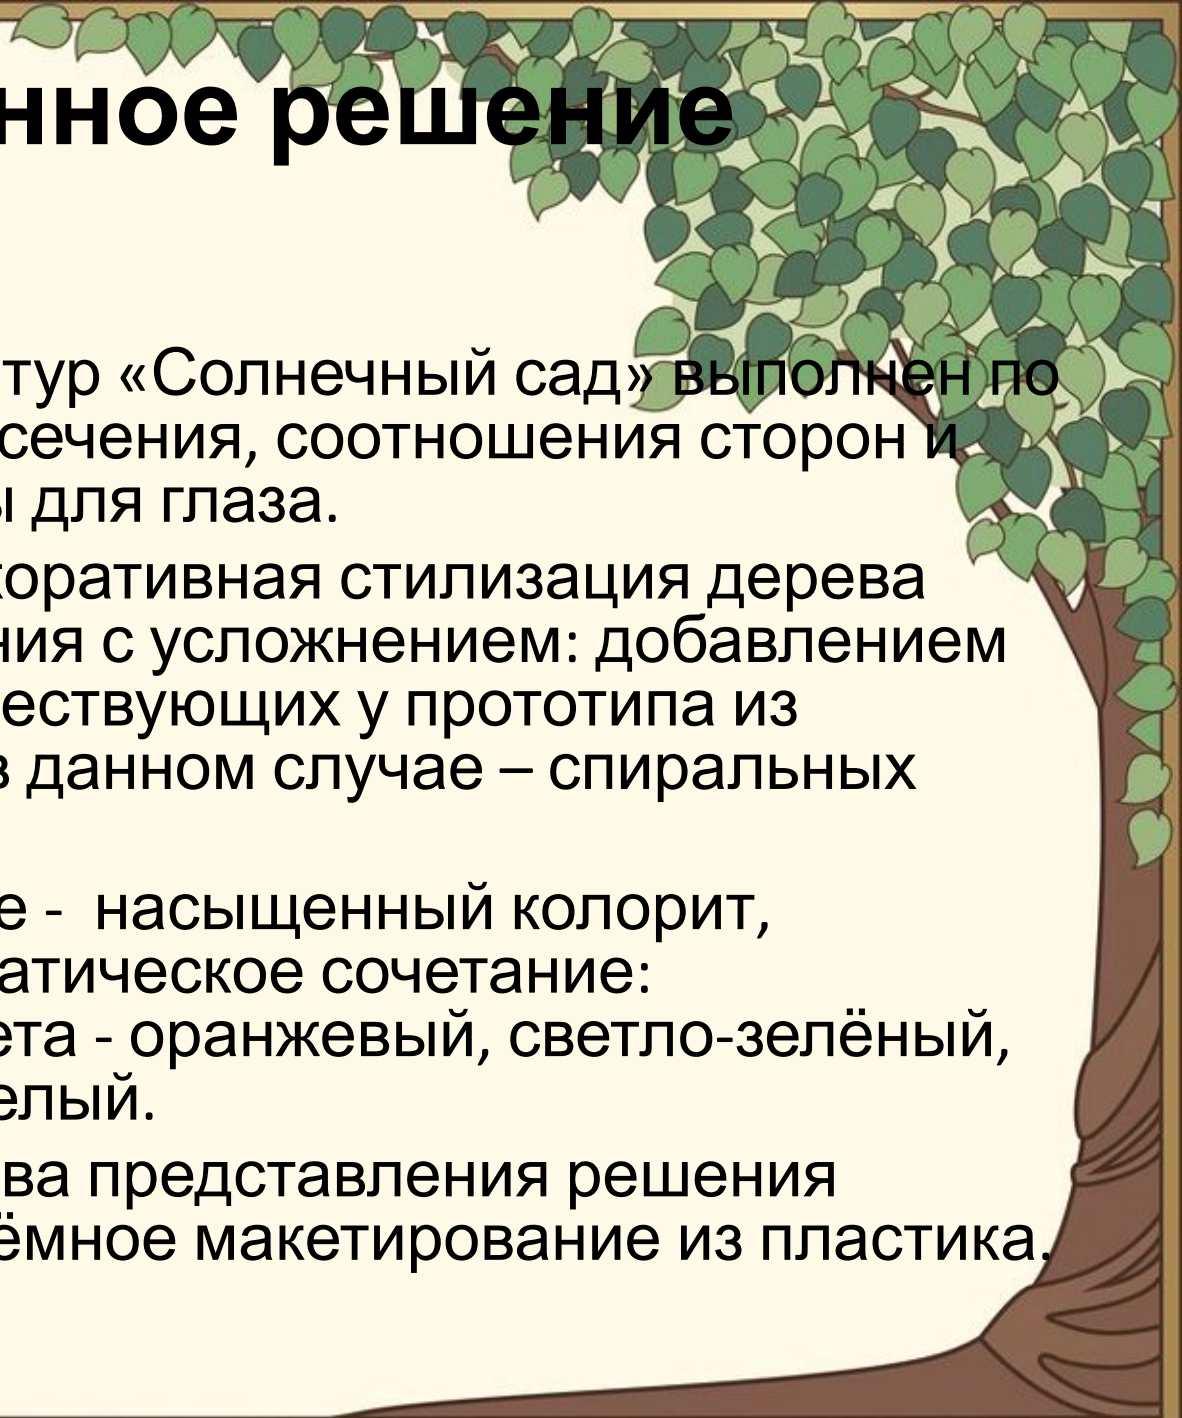 нное решение
тур «Солнечный сад» выполнен по
сечения, соотношения сторон и
ы для глаза.
коративная стилизация дерева
ния с усложнением: добавлением
ествующих у прототипа из
в данном случае – спиральных
е -  насыщенный колорит,
атическое сочетание:
ета - оранжевый, светло-зелёный,
елый.
ва представления решения
ёмное макетирование из пластика.